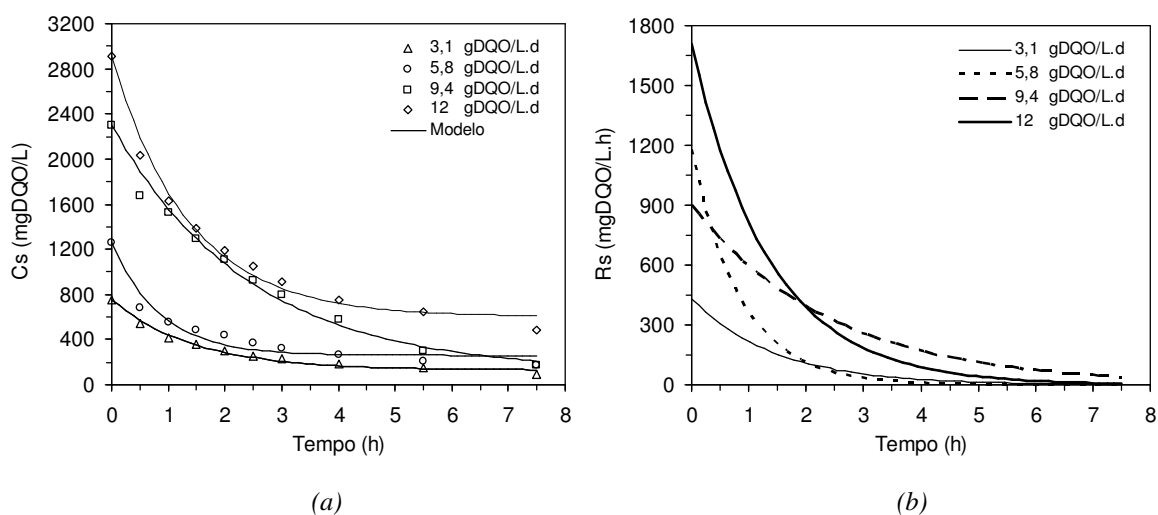 3200
2800
2400
2000
1600
1200
800
400
0
Cs (mgDQO/L)
3,1 gDQO/L.d
5,8 gDQO/L.d
9,4 gDQO/L.d
12 gDQO/L.d
Modelo
0 1 2 3 4 5 6 7 8
Tempo (h)
(a)
1800
1500
1200
900
600
300
0
Rs (mgDQO/L.h)
3,1 gDQO/L.d
5,8 gDQO/L.d
9,4 gDQO/L.d
12 gDQO/L.d
0 1 2 3 4 5 6 7 8
Tempo (h)
(b)